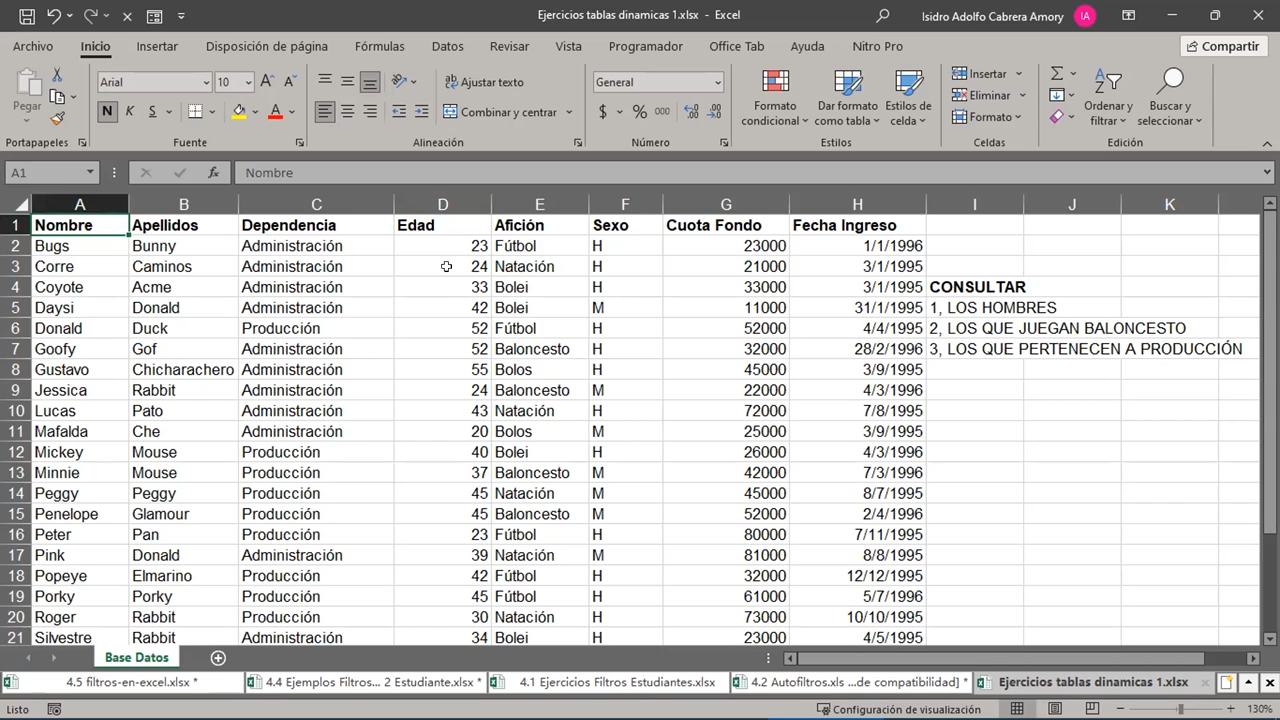 Ejercicios tablas dinamicas 1.xlsx - Excel
Isidro Adolfo Cabrera Amory IA
Archivo Inicio Insertar Disposición de página Fórmulas Datos Revisar Vista Programador Office Tab Ayuda Nitro Pro Compartir
Pegar
Arial 10 A A
N K S A
Ajustar texto
Combinar y centrar
General
$ % 000
Formato condicional
Dar formato como tabla
Estilos de celda
Insertar
Eliminar
Formato
Ordenar y filtrar
Buscar y seleccionar
Portapapeles Fuente Alineación Número Estilos Celdas Edición
A1 fx Nombre
A B C D E F G H I J K
1 Nombre Apellidos Dependencia Edad Afición Sexo Cuota Fondo Fecha Ingreso
2 Bugs Bunny Administración 23 Fútbol H 23000 1/1/1996
3 Corre Caminos Administración 24 Natación H 21000 3/1/1995
4 Coyote Acme Administración 33 Bolei H 33000 3/1/1995 CONSULTAR
5 Daysi Donald Administración 42 Bolei M 11000 31/1/1995 1, LOS HOMBRES
6 Donald Duck Producción 52 Fútbol H 52000 4/4/1995 2, LOS QUE JUEGAN BALONCESTO
7 Goofy Gof Administración 52 Baloncesto H 32000 28/2/1996 3, LOS QUE PERTENECEN A PRODUCCIÓN
8 Gustavo Chicharachero Administración 55 Bolos H 45000 3/9/1995
9 Jessica Rabbit Administración 24 Baloncesto M 22000 4/3/1996
10 Lucas Pato Administración 43 Natación H 72000 7/8/1995
11 Mafalda Che Administración 20 Bolos M 25000 3/9/1995
12 Mickey Mouse Producción 40 Bolei H 26000 4/3/1996
13 Minnie Mouse Producción 37 Baloncesto M 42000 7/3/1996
14 Peggy Peggy Producción 45 Natación M 45000 8/7/1995
15 Penelope Glamour Producción 45 Baloncesto M 52000 2/4/1996
16 Peter Pan Producción 23 Fútbol H 80000 7/11/1995
17 Pink Donald Administración 39 Natación M 81000 8/8/1995
18 Popeye Elmarino Producción 42 Fútbol H 32000 12/12/1995
19 Porky Porky Producción 45 Fútbol H 61000 5/7/1996
20 Roger Rabbit Producción 30 Natación H 73000 10/10/1995
21 Silvestre Rabbit Administración 34 Bolei H 23000 4/5/1995
Base Datos
4.5 filtros-en-excel.xlsx * 4.4 Ejemplos Filtros... 2 Estudiante.xlsx * 4.1 Ejercicios Filtros Estudiantes.xlsx 4.2 Autofiltros.xls ...de compatibilidad] * Ejercicios tablas dinamicas 1.xlsx
Listo Configuración de visualización 130%